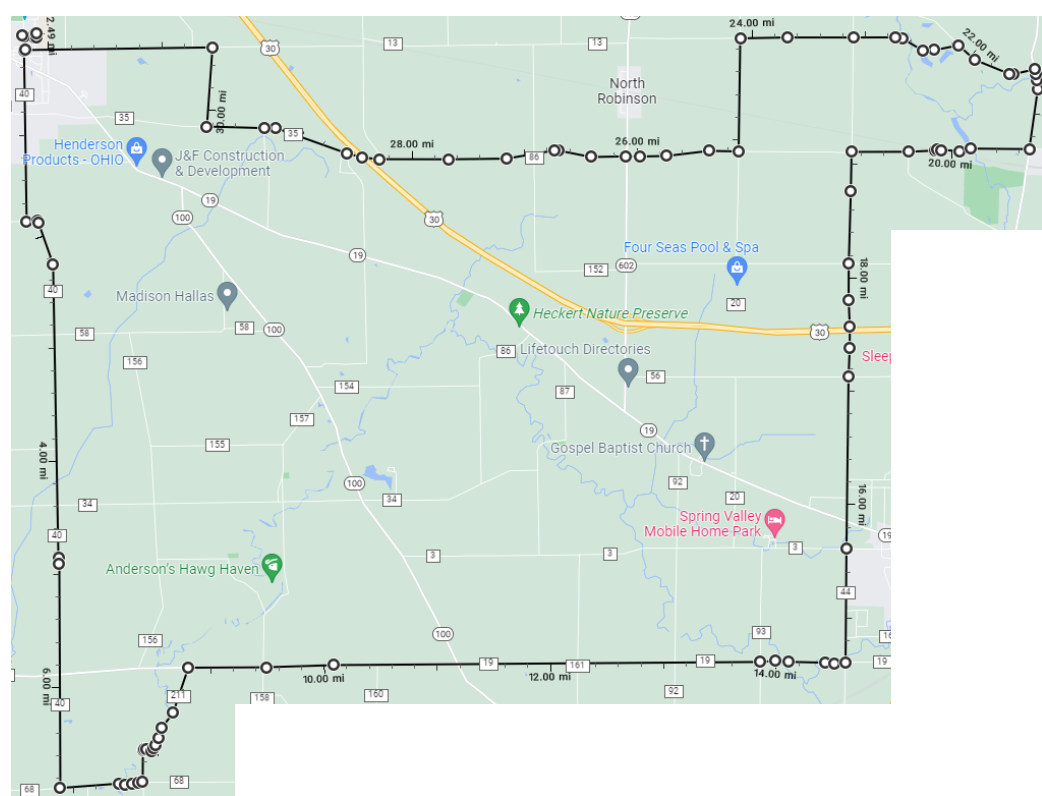 2.49 mi
24.00 mi
22.00 mi
30
13
13
North
Robinson
40
35
30.00 mi
35
28.00 mi
26.00 mi
86
20.00 mi
Henderson
Products - OHIO
J&F Construction
& Development
19
100
30
19
Four Seas Pool & Spa
152
602
18.00 mi
40
Madison Hallas
20
58
58
100
Heckert Nature Preserve
30
86
Lifetouch Directories
Sleep
156
154
87
56
157
19
155
4.00 mi
Gospel Baptist Church
100
34
34
92
20
16.00 mi
Spring Valley
Mobile Home Park
40
3
3
3
19
Anderson's Hawg Haven
44
156
100
93
16
19
161
19
19
6.00 mi
10.00 mi
12.00 mi
14.00 mi
40
211
158
160
92
68
68